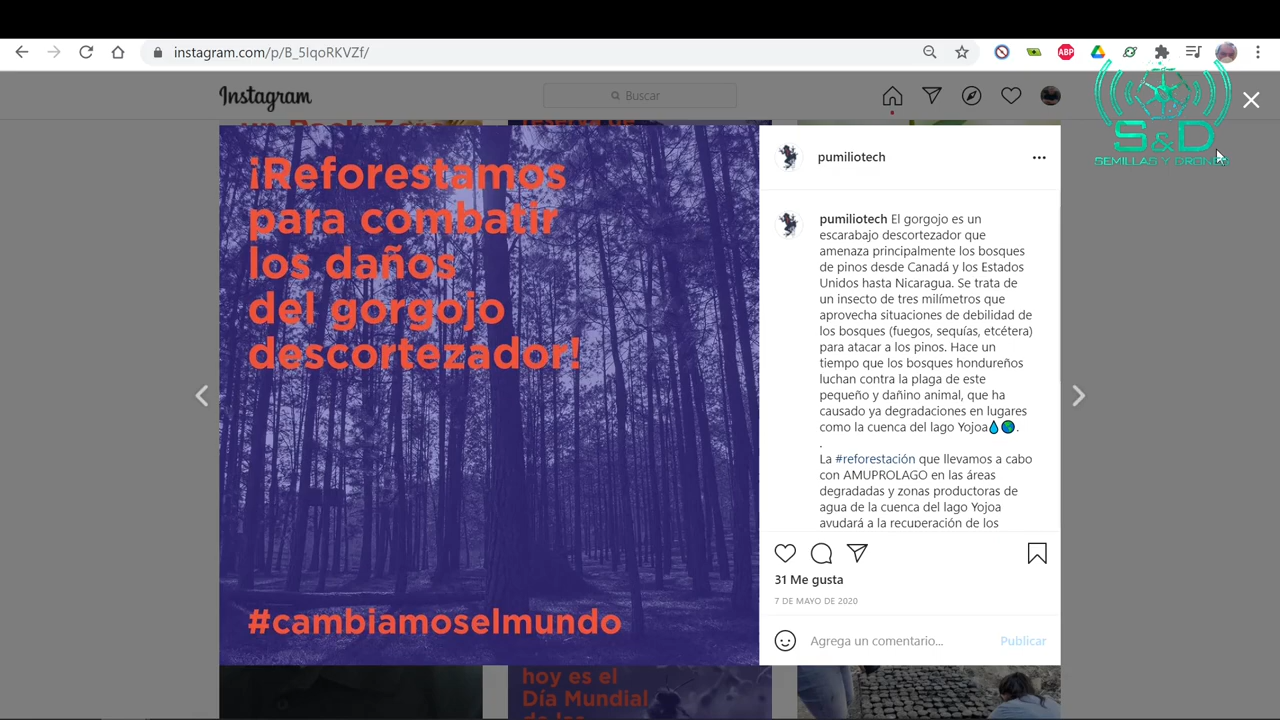 instagram.com/p/B_5IqoRKVZf/
ABP
Instagram
Buscar
S&D
SEMILLAS Y DRONES
¡Reforestamos
para combatir
los daños
del gorgojo
descortezador!
#cambiamoselmundo
pumiliotech
pumiliotech El gorgojo es un
escarabajo descortezador que
amenaza principalmente los bosques
de pinos desde Canadá y los Estados
Unidos hasta Nicaragua. Se trata de
un insecto de tres milímetros que
aprovecha situaciones de debilidad de
los bosques (fuegos, sequías, etcétera)
para atacar a los pinos. Hace un
tiempo que los bosques hondureños
luchan contra la plaga de este
pequeño y dañino animal, que ha
causado ya degradaciones en lugares
como la cuenca del lago Yojoa💧🌎.
.
La #reforestación que llevamos a cabo
con AMUPROLAGO en las áreas
degradadas y zonas productoras de
agua de la cuenca del lago Yojoa
ayudará a la recuperación de los
31 Me gusta
7 DE MAYO DE 2020
Agrega un comentario...
Publicar
hoy es el
Día Mundial